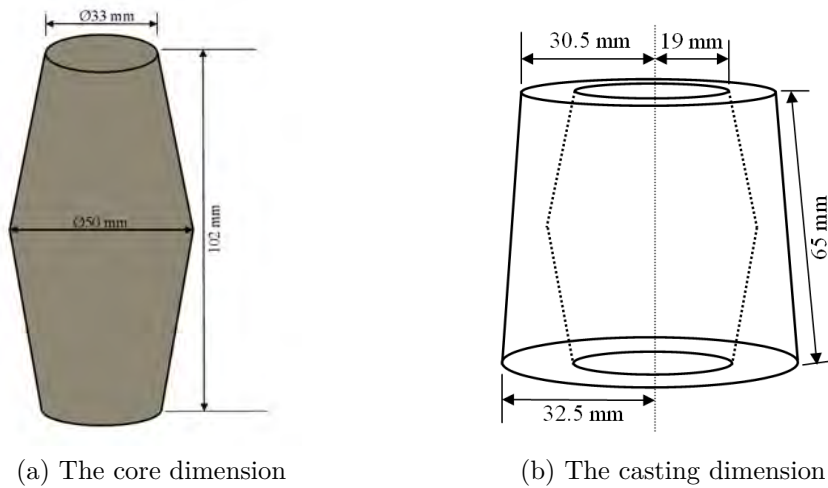 Ø33 mm
Ø50 mm
102 mm
30.5 mm
19 mm
65 mm
32.5 mm
(a) The core dimension
(b) The casting dimension